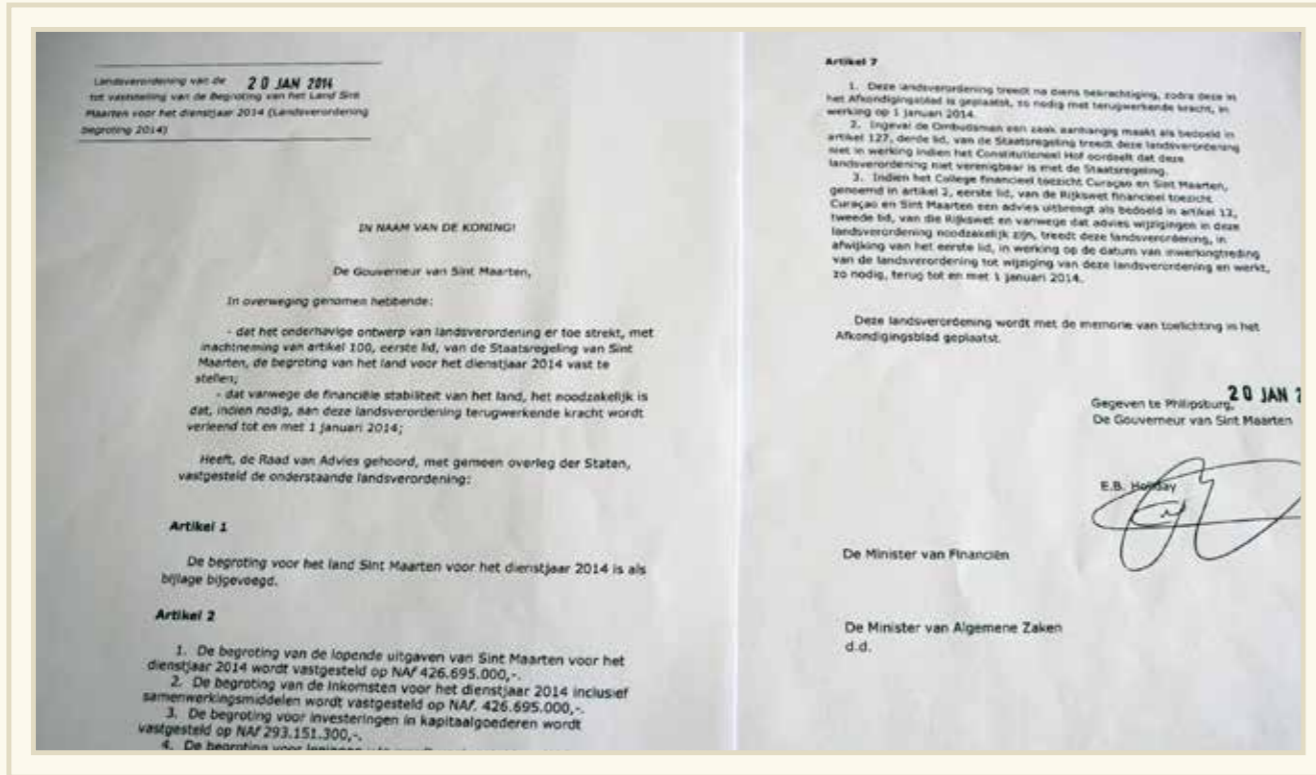 Landsverordening van de 20 JAN 2014
tot vaststelling van de Begroting van het Land Sint
Maarten voor het dienstjaar 2014 (Landsverordening
begroting 2014)
IN NAAM VAN DE KONING!
De Gouverneur van Sint Maarten,
In overweging genomen hebbende:
- dat het onderhavige ontwerp van landsverordening er toe strekt, met
inachtneming van artikel 100, eerste lid, van de Staatsregeling van Sint
Maarten, de begroting van het land voor het dienstjaar 2014 vast te
stellen;
- dat vanwege de financiële stabiliteit van het land, het noodzakelijk is
dat, indien nodig, aan deze landsverordening terugwerkende kracht wordt
verleend tot en met 1 januari 2014;
Heeft, de Raad van Advies gehoord, met gemeen overleg der Staten,
vastgesteld de onderstaande landsverordening:
Artikel 1
De begroting voor het land Sint Maarten voor het dienstjaar 2014 is als
bijlage bijgevoegd.
Artikel 2
1. De begroting van de lopende uitgaven van Sint Maarten voor het
dienstjaar 2014 wordt vastgesteld op NAf 426.695.000,-.
2. De begroting van de Inkomsten voor het dienstjaar 2014 inclusief
samenwerkingsmiddelen wordt vastgesteld op NAf. 426.695.000,-.
3. De begroting voor investeringen in kapitaalgoederen wordt
vastgesteld op NAf 293.151.300,-.
4. De begroting voor leningen
Artikel 7
1. Deze landsverordening treedt na diens bekrachtiging, zodra deze in
het Afkondigingsblad is geplaatst, zo nodig met terugwerkende kracht, in
werking op 1 januari 2014.
2. Ingeval de Ombudsman een zaak aanhangig maakt als bedoeld in
artikel 127, derde lid, van de Staatsregeling treedt deze landsverordening
niet in werking indien het Constitutioneel Hof oordeelt dat deze
landsverordening niet verenigbaar is met de Staatsregeling.
3. Indien het College financieel toezicht Curaçao en Sint Maarten,
genoemd in artikel 2, eerste lid, van de Rijkswet financieel toezicht
Curaçao en Sint Maarten een advies uitbrengt als bedoeld in artikel 12,
tweede lid, van die Rijkswet en vanwege dat advies wijzigingen in deze
landsverordening noodzakelijk zijn, treedt deze landsverordening, in
afwijking van het eerste lid, in werking op de datum van inwerkingtreding
van de landsverordening tot wijziging van deze landsverordening en werkt,
zo nodig, terug tot en met 1 januari 2014.
Deze landsverordening wordt met de memorie van toelichting in het
Afkondigingsblad geplaatst.
20 JAN
Gegeven te Philipsburg,
De Gouverneur van Sint Maarten
E.B. Holiday
De Minister van Financiën
De Minister van Algemene Zaken
d.d.